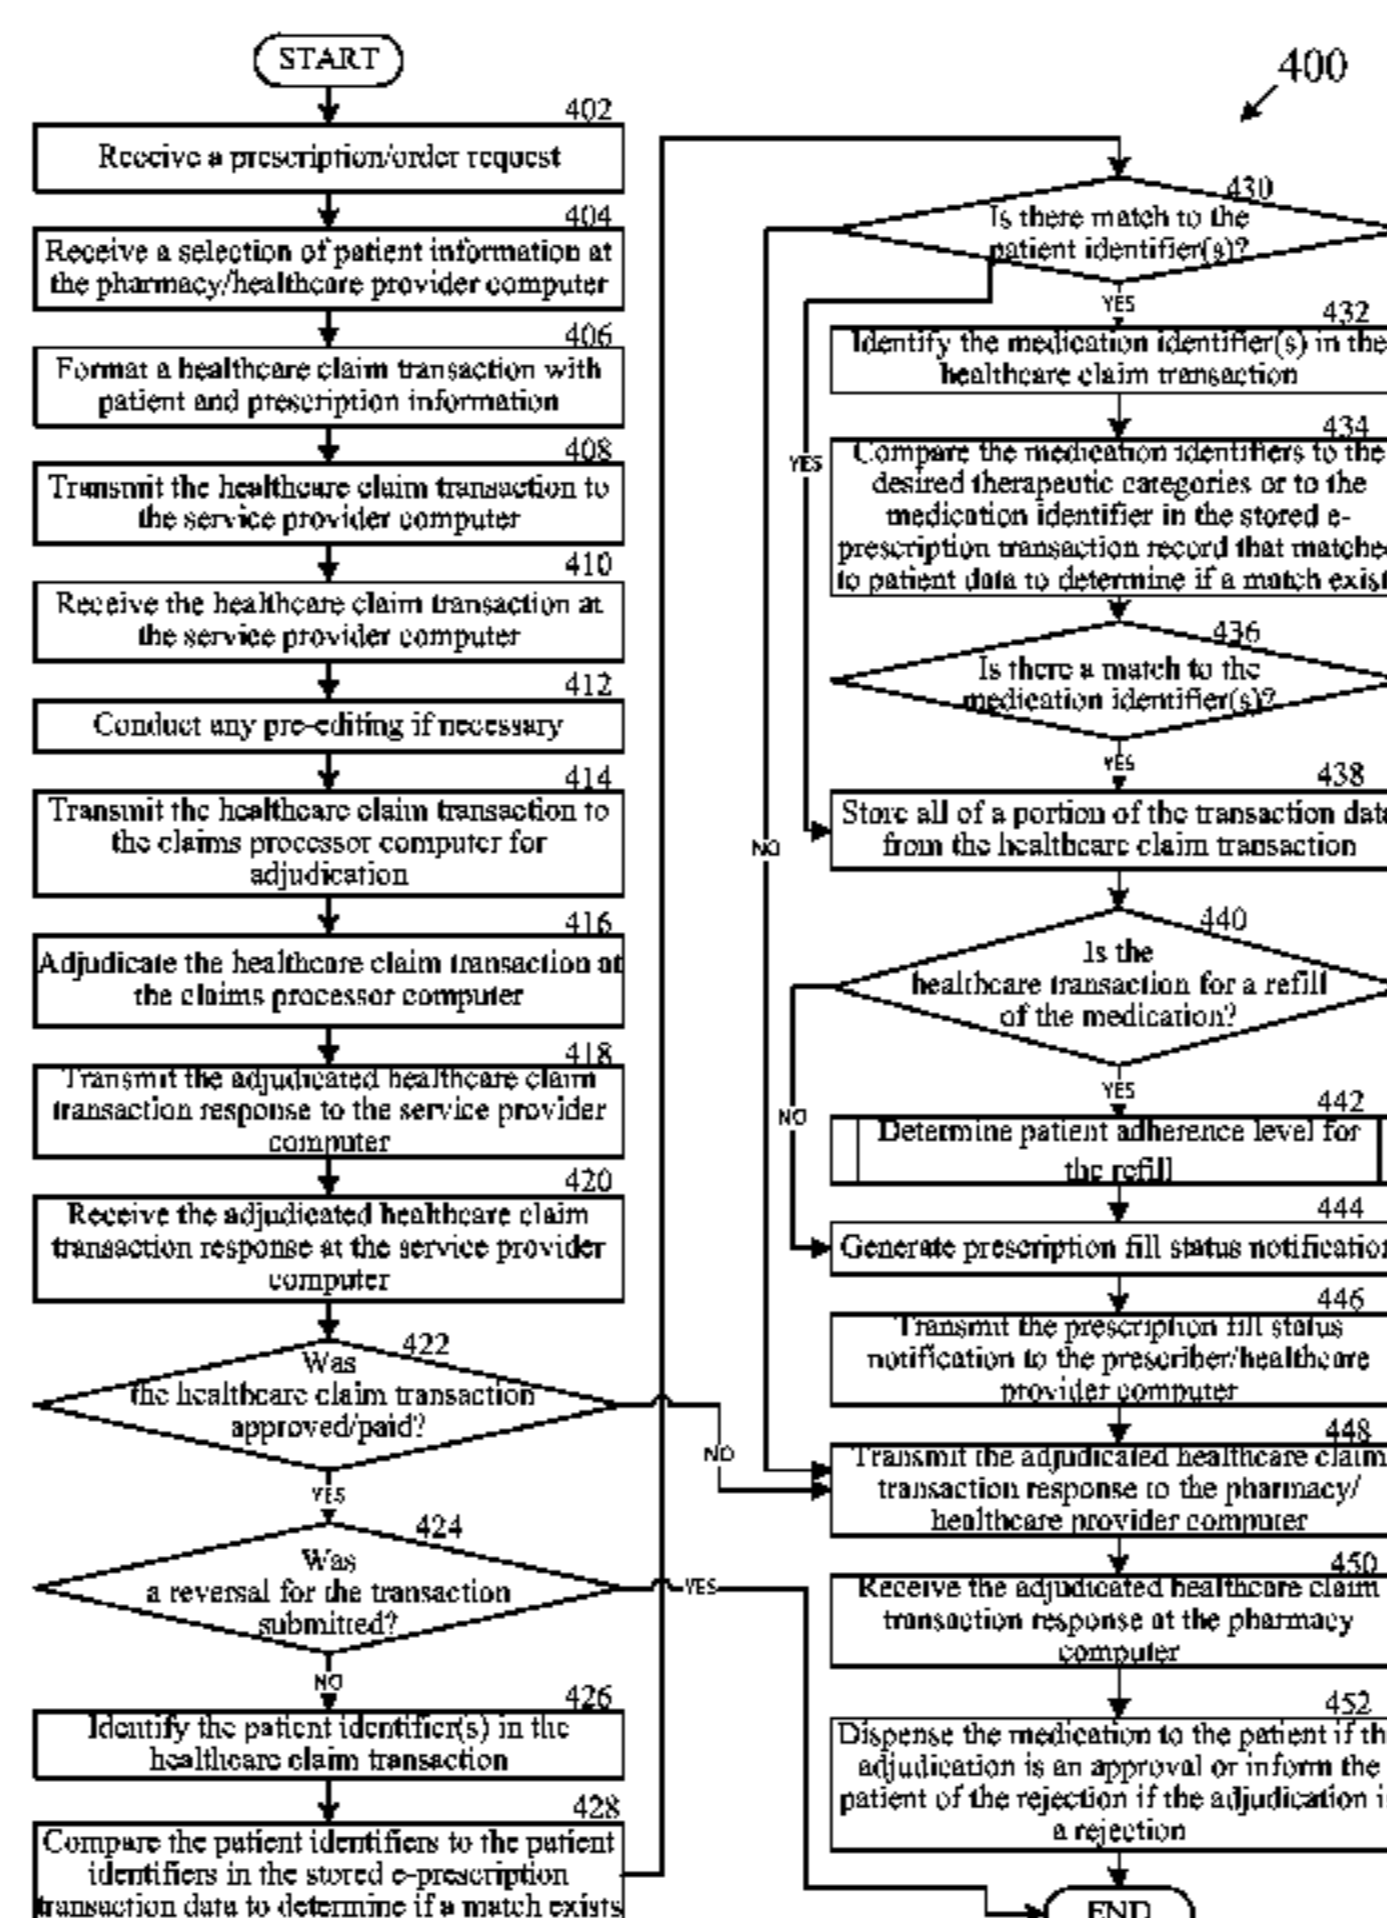 START
402
Receive a prescription/order request
404
Receive a selection of patient information at
the pharmacy/healthcare provider computer
406
Format a healthcare claim transaction with
patient and prescription information
408
Transmit the healthcare claim transaction to
the service provider computer
410
Receive the healthcare claim transaction at
the service provider computer
412
Conduct any pre-editing if necessary
414
Transmit the healthcare claim transaction to
the claims processor computer for
adjudication
416
Adjudicate the healthcare claim transaction at
the claims processor computer
418
Transmit the adjudicated healthcare claim
transaction response to the service provider
computer
420
Receive the adjudicated healthcare claim
transaction response at the service provider
computer
422
Was
the healthcare claim transaction
approved/paid?
NO
YES
424
Was
a reversal for the transaction
submitted?
YES
NO
426
Identify the patient identifier(s) in the
healthcare claim transaction
428
Compare the patient identifiers to the patient
identifiers in the stored e-prescription
transaction data to determine if a match exists
400
430
Is there match to the
patient identifier(s)?
YES
YES
NO
432
Identify the medication identifier(s) in the
healthcare claim transaction
434
Compare the medication identifiers to the
desired therapeutic categories or to the
medication identifier in the stored e-
prescription transaction record that matche
to patient data to determine if a match exist
436
Is there a match to the
medication identifier(s)?
YES
438
Store all of a portion of the transaction data
from the healthcare claim transaction
440
Is the
healthcare transaction for a refill
of the medication?
YES
NO
442
Determine patient adherence level for
the refill
444
Generate prescription fill status notification
446
Transmit the prescription fill status
notification to the prescriber/healthcare
provider computer
448
Transmit the adjudicated healthcare claim
transaction response to the pharmacy/
healthcare provider computer
450
Receive the adjudicated healthcare claim
transaction response at the pharmacy
computer
452
Dispense the medication to the patient if th
adjudication is an approval or inform the
patient of the rejection if the adjudication i
a rejection
END